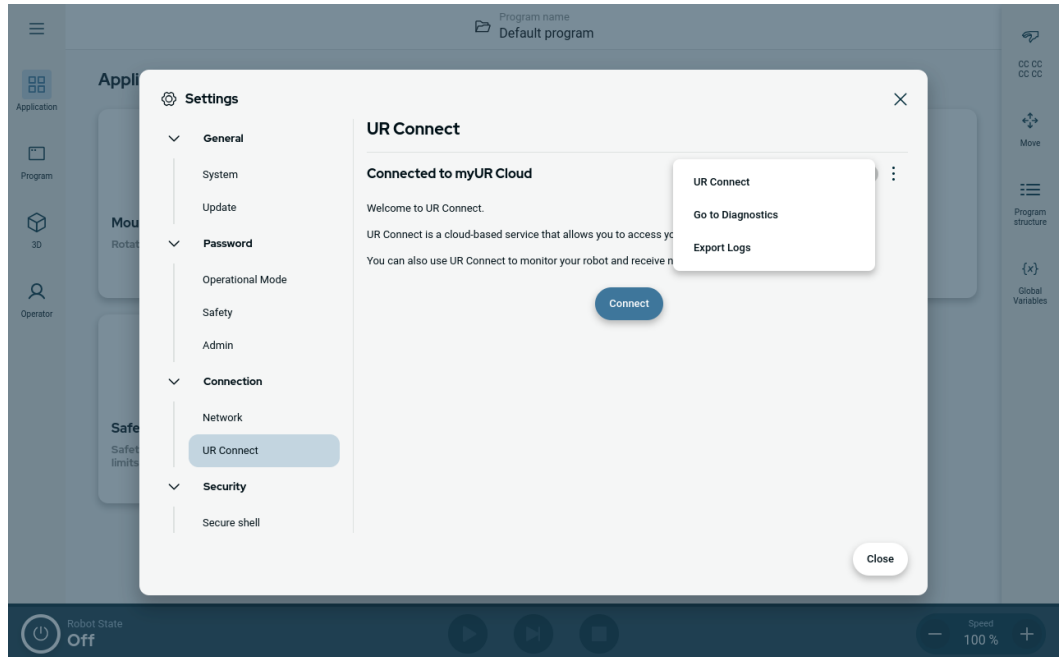 Program name
Default program
Application
Program
3D
Operator
Appli
Mou
Rotat
Safe
Safet
limits
Settings
General
System
Update
Password
Operational Mode
Safety
Admin
Connection
Network
UR Connect
Security
Secure shell
UR Connect
Connected to myUR Cloud
Welcome to UR Connect.
UR Connect is a cloud-based service that allows you to access yo
You can also use UR Connect to monitor your robot and receive n
Connect
UR Connect
Go to Diagnostics
Export Logs
Close
CC CC
CC CC
Move
Program
structure
{x}
Global
Variables
Robot State
Off
Speed
100 %